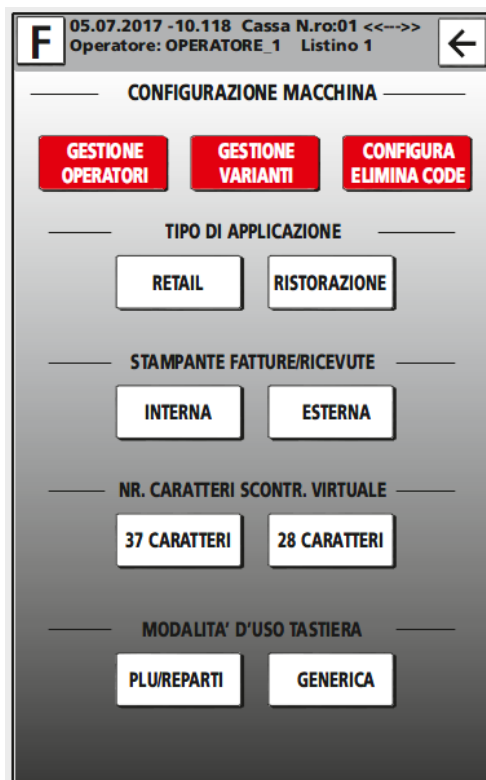 F
05.07.2017 -10.118 Cassa N.ro:01 <<--->>
Operatore: OPERATORE_1 Listino 1
CONFIGURAZIONE MACCHINA
GESTIONE OPERATORI
GESTIONE VARIANTI
CONFIGURA ELIMINA CODE
TIPO DI APPLICAZIONE
RETAIL RISTORAZIONE
STAMPANTE FATTURE/RICEVUTE
INTERNA ESTERNA
NR. CARATTERI SCONTR. VIRTUALE
37 CARATTERI 28 CARATTERI
MODALITA' D'USO TASTIERA
PLU/REPARTI GENERICA